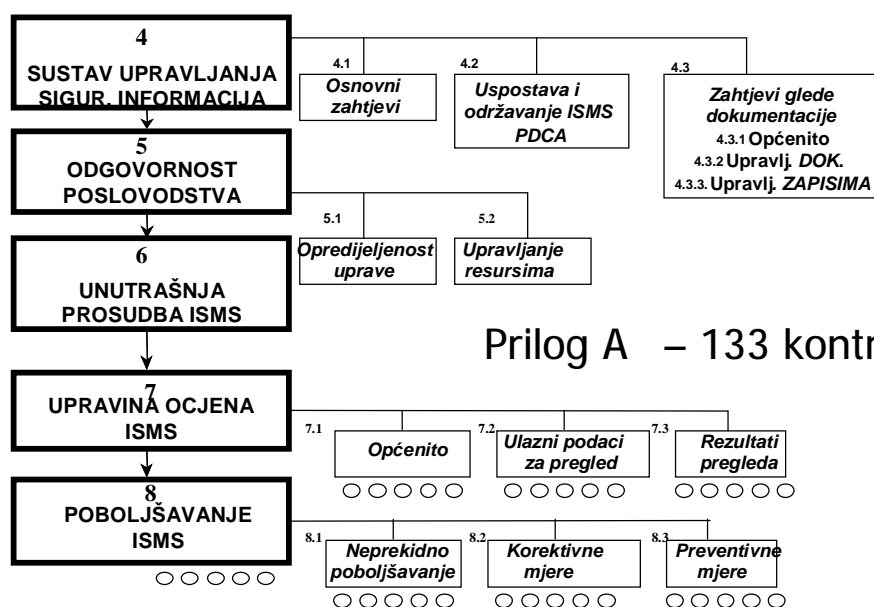 4
SUSTAV UPRAVLJANJA
SIGUR. INFORMACIJA
4.1
Osnovni
zahtjevi
4.2
Uspostava i
održavanje ISMS
PDCA
4.3
Zahtjevi glede
dokumentacije
4.3.1 Općenito
4.3.2 Upravlj. DOK.
4.3.3. Upravlj. ZAPISIMA
5
ODGOVORNOST
POSLOVODSTVA
5.1
Opredijeljenost
uprave
5.2
Upravljanje
resursima
6
UNUTRAŠNJA
PROSUDBA ISMS
Prilog A – 133 kontr
7
UPRAVINA OCJENA
ISMS
7.1
Općenito
7.2
Ulazni podaci
za pregled
7.3
Rezultati
pregleda
8
POBOLJŠAVANJE
ISMS
8.1
Neprekidno
poboljšavanje
8.2
Korektivne
mjere
8.3
Preventivne
mjere